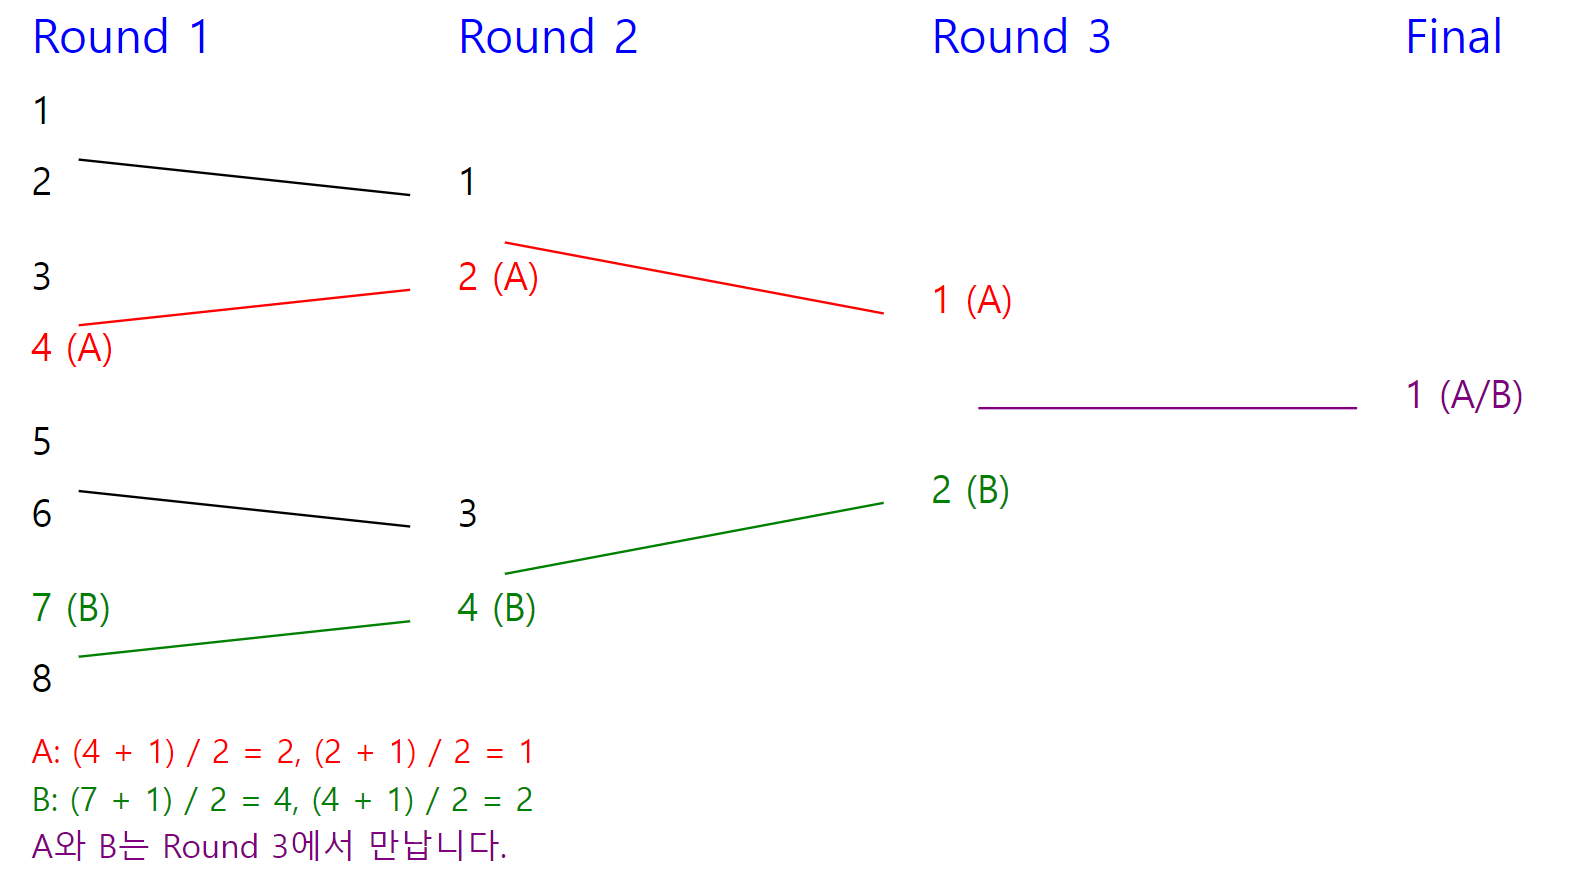 Round 1 Round 2 Round 3 Final
1
2 1
3 2 (A)
1 (A)
4 (A)
1 (A/B)
5
2 (B)
6 3
7 (B) 4 (B)
8
A: (4 + 1) / 2 = 2, (2 + 1) / 2 = 1
B: (7 + 1) / 2 = 4, (4 + 1) / 2 = 2
A와 B는 Round 3에서 만납니다.